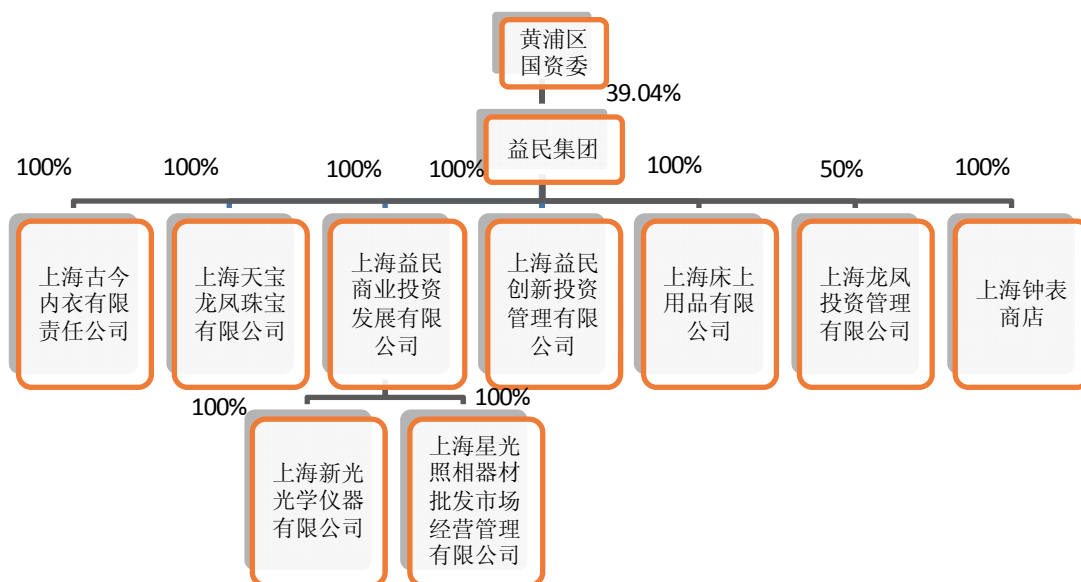 黄浦区
国资委
39.04%
益民集团
100%
100%
100%
100%
100%
50%
100%
上海古今
内衣有限
责任公司
上海天宝
龙凤珠宝
有限公司
上海益民
商业投资
发展有限
公司
上海益民
创新投资
管理有限
公司
上海床上
用品有限
公司
上海龙凤
投资管理
有限公司
上海钟表
商店
100%
100%
上海新光
光学仪器
有限公司
上海星光
照相器材
批发市场
经营管理
有限公司